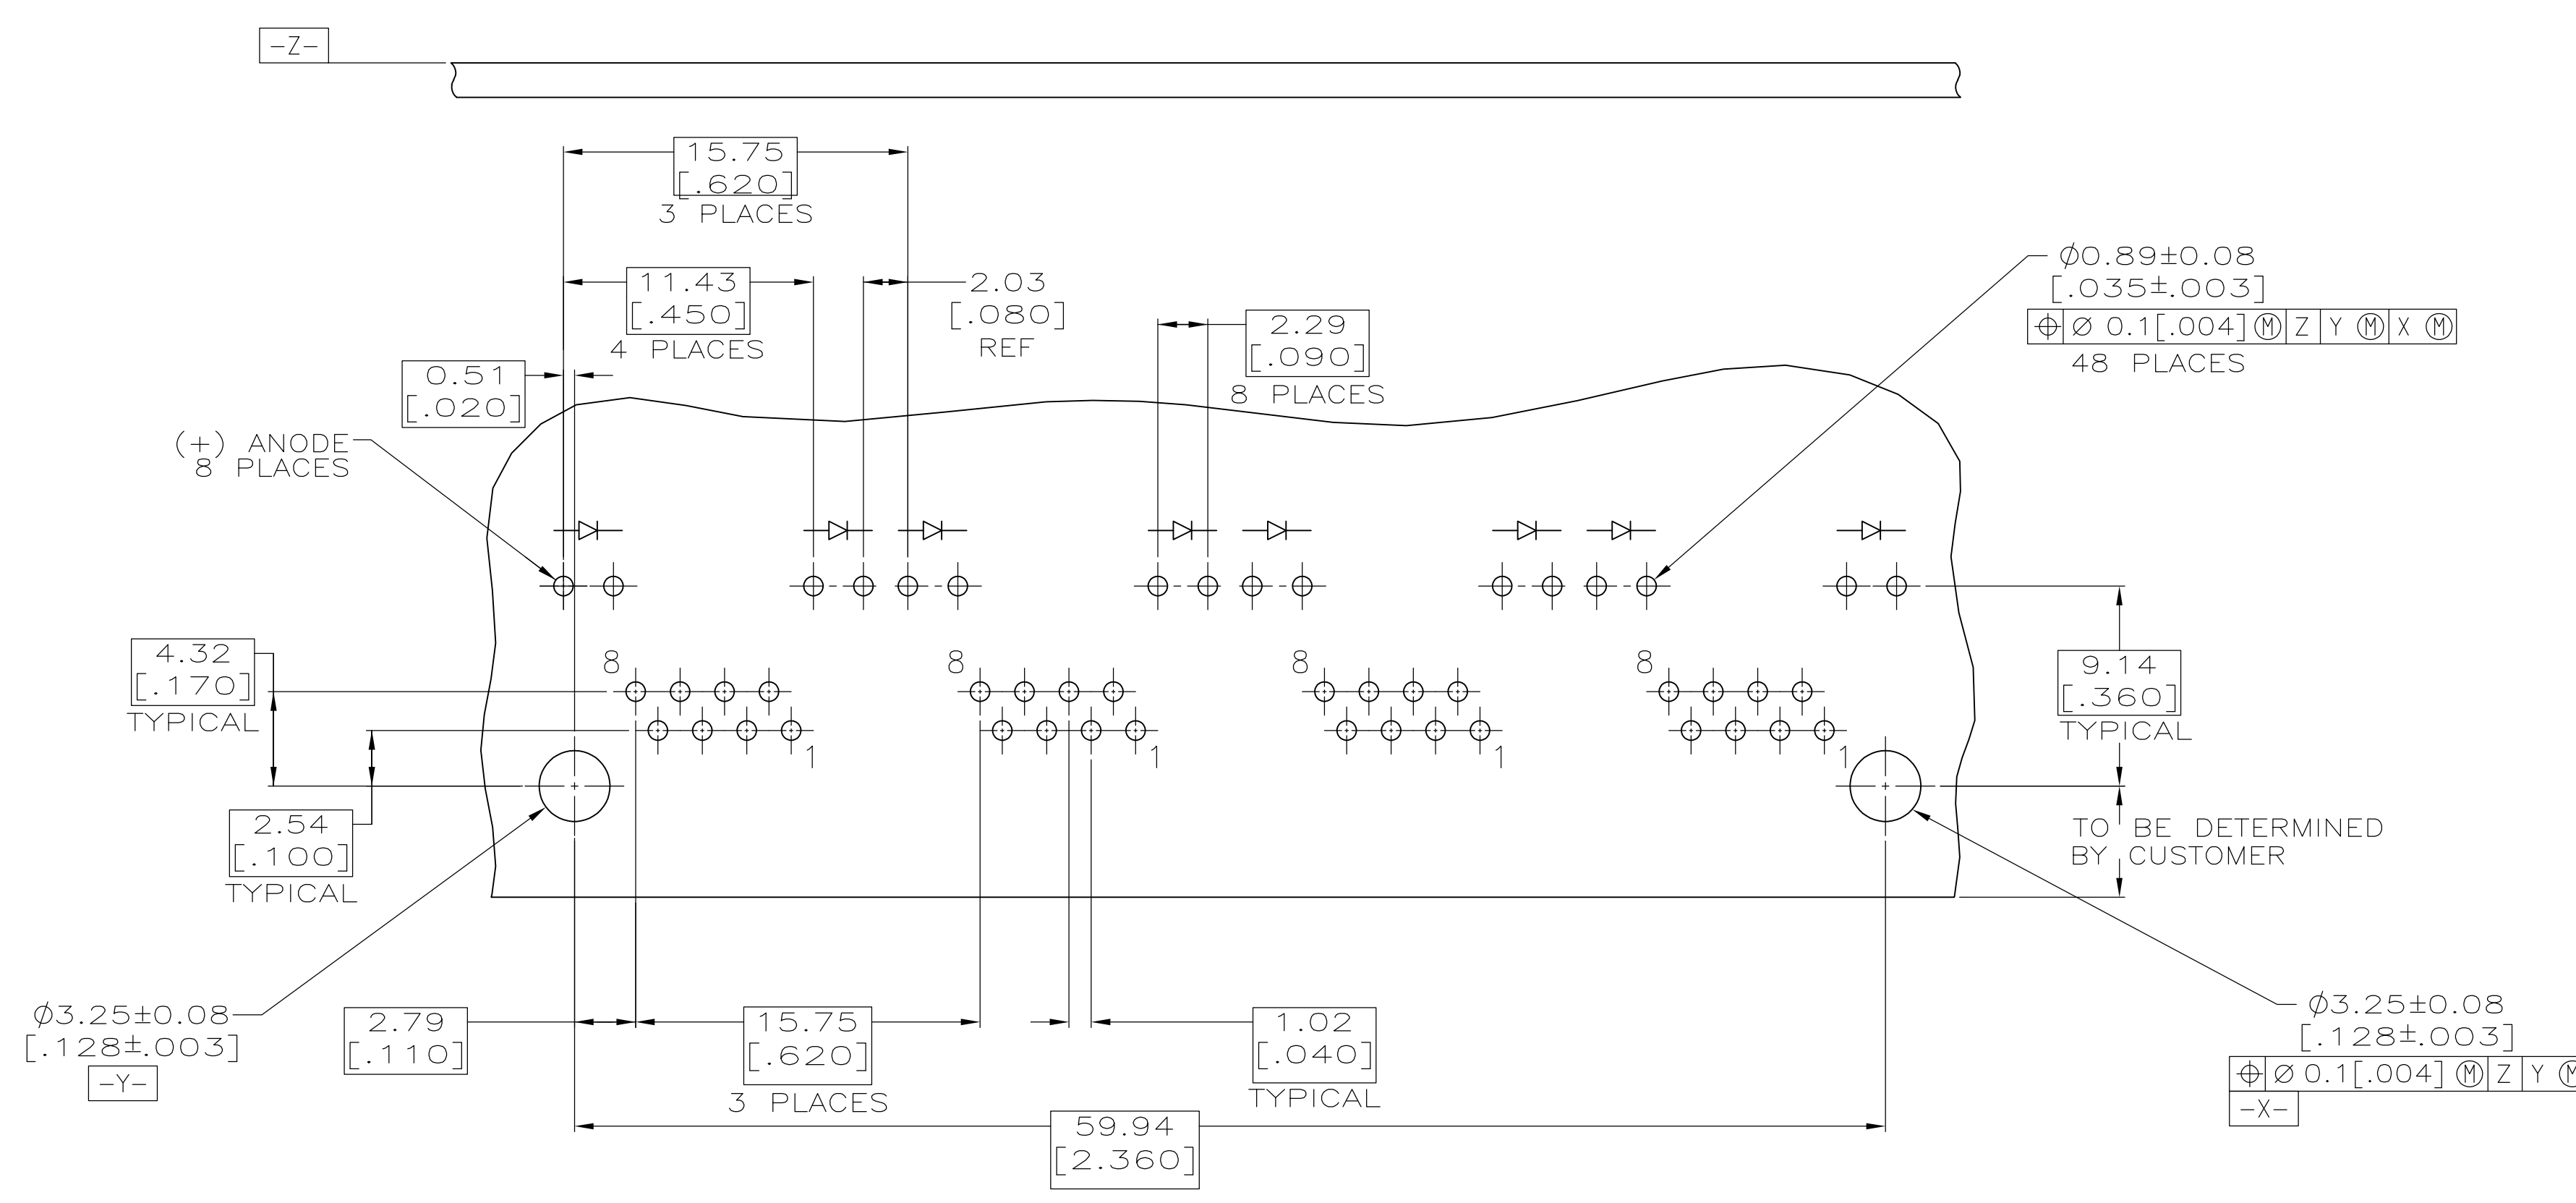 -Z-
15.75
[.620]
3 PLACES
11.43
[.450]
4 PLACES
2.03
[.080]
REF
2.29
[.090]
8 PLACES
0.51
[.020]
(+) ANODE
8 PLACES
⌀0.89±0.08
[.035±.003]
⌖ ⌀ 0.1[.004] Ⓜ Z Y Ⓜ X Ⓜ
48 PLACES
4.32
[.170]
TYPICAL
8 8 8 8
1 1 1 1
9.14
[.360]
TYPICAL
2.54
[.100]
TYPICAL
TO BE DETERMINED
BY CUSTOMER
⌀3.25±0.08
[.128±.003]
-Y-
2.79
[.110]
15.75
[.620]
3 PLACES
1.02
[.040]
TYPICAL
59.94
[2.360]
⌀3.25±0.08
[.128±.003]
⌖ ⌀ 0.1[.004] Ⓜ Z Y Ⓜ
-X-